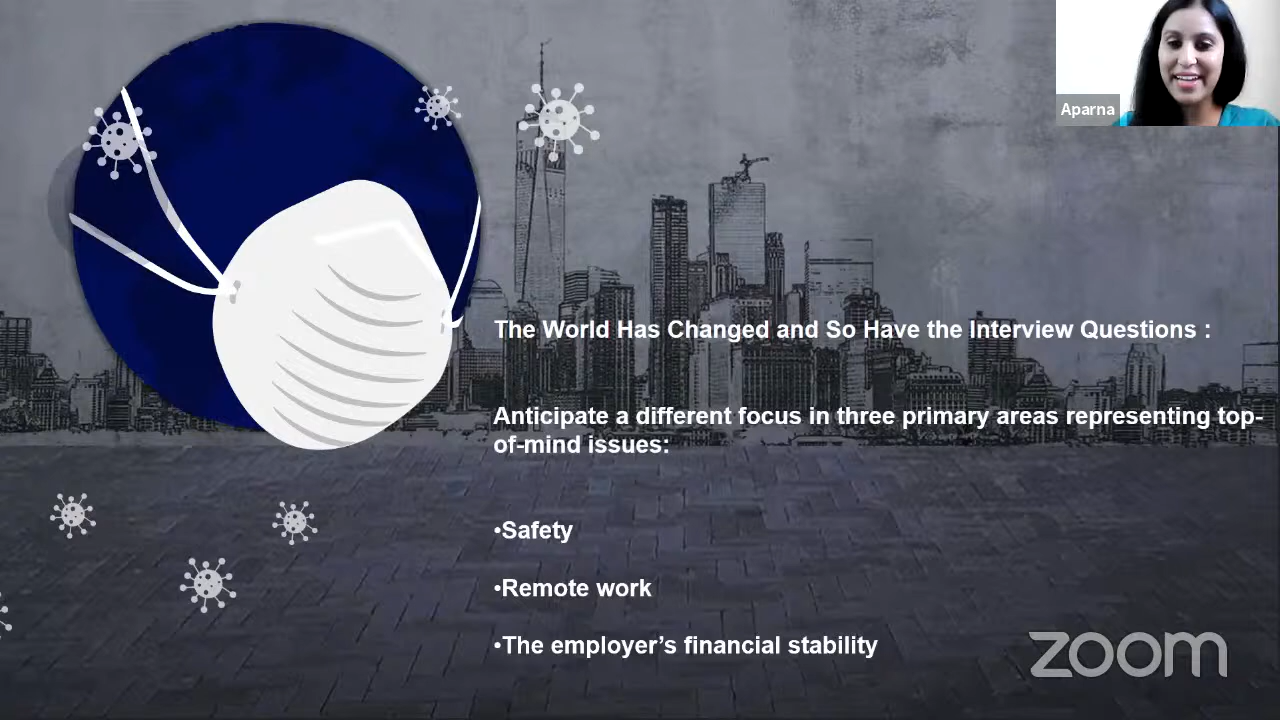 Aparna
The World Has Changed and So Have the Interview Questions :
Anticipate a different focus in three primary areas representing top-
of-mind issues:
•Safety
•Remote work
•The employer’s financial stability
zoom